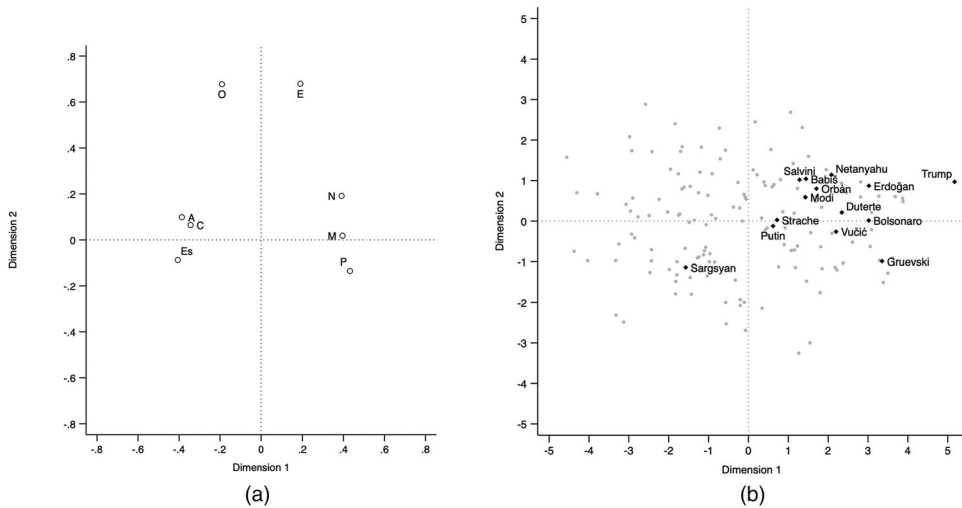 .8
.6
.4
.2
0
-.2
-.4
-.6
-.8
Dimension 2
O
E
N
A
C
M
Es
P
-.8 -.6 -.4 -.2 0 .2 .4 .6 .8
Dimension 1
(a)
5
4
3
2
1
0
-1
-2
-3
-4
-5
Dimension 2
Netanyahu
Salvini
Babiš
Trump
Orbán
Erdoğan
Modi
Duterte
Strache
Bolsonaro
Putin
Vučić
Gruevski
Sargsyan
-5 -4 -3 -2 -1 0 1 2 3 4 5
Dimension 1
(b)